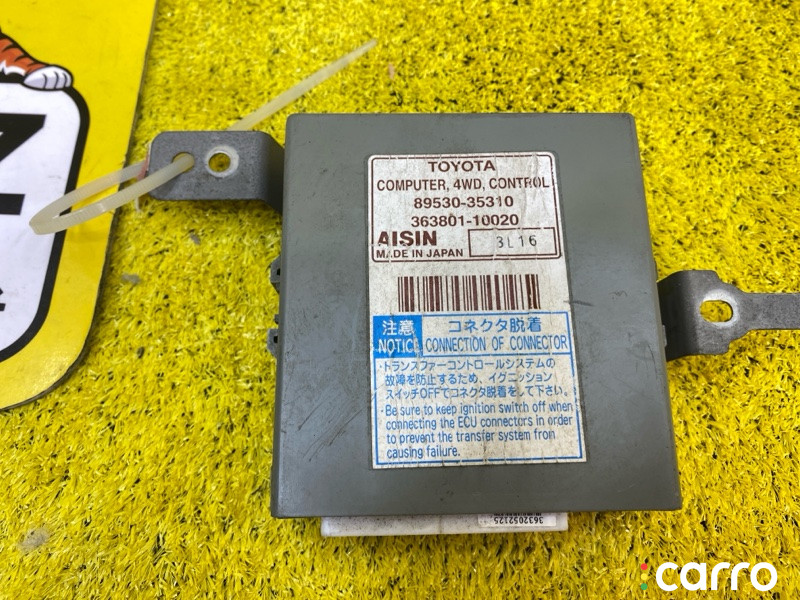 TOYOTA
COMPUTER, 4WD, CONTROL
89530-35310
363801-10020
AISIN
MADE IN JAPAN
3L16
注意
NOTICE
コネクタ脱着
CONNECTION OF CONNECTOR
・トランスファーコントロールシステムの
故障を防止するため、イグニッション
スイッチOFFでコネクタ脱着をして下さい。
・Be sure to keep ignition switch off when
connecting the ECU connectors in order
to prevent the transfer system from
causing failure.
3632052125
carro